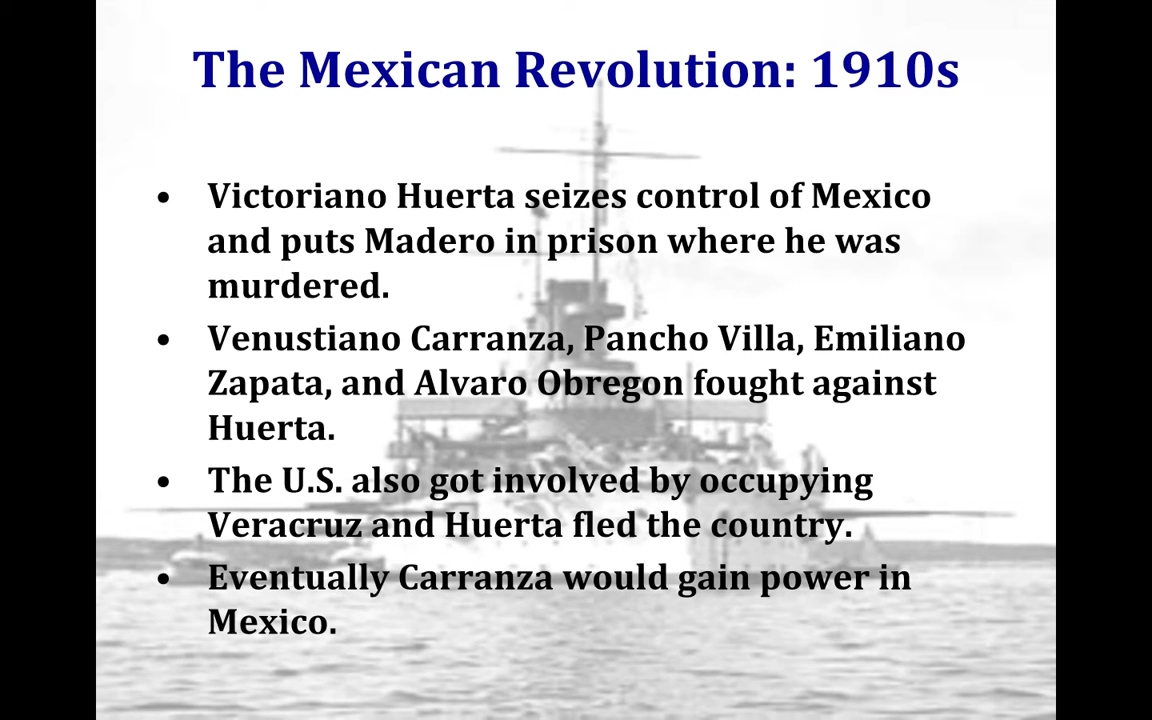 The Mexican Revolution: 1910s
• Victoriano Huerta seizes control of Mexico
and puts Madero in prison where he was
murdered.
• Venustiano Carranza, Pancho Villa, Emiliano
Zapata, and Alvaro Obregon fought against
Huerta.
• The U.S. also got involved by occupying
Veracruz and Huerta fled the country.
• Eventually Carranza would gain power in
Mexico.